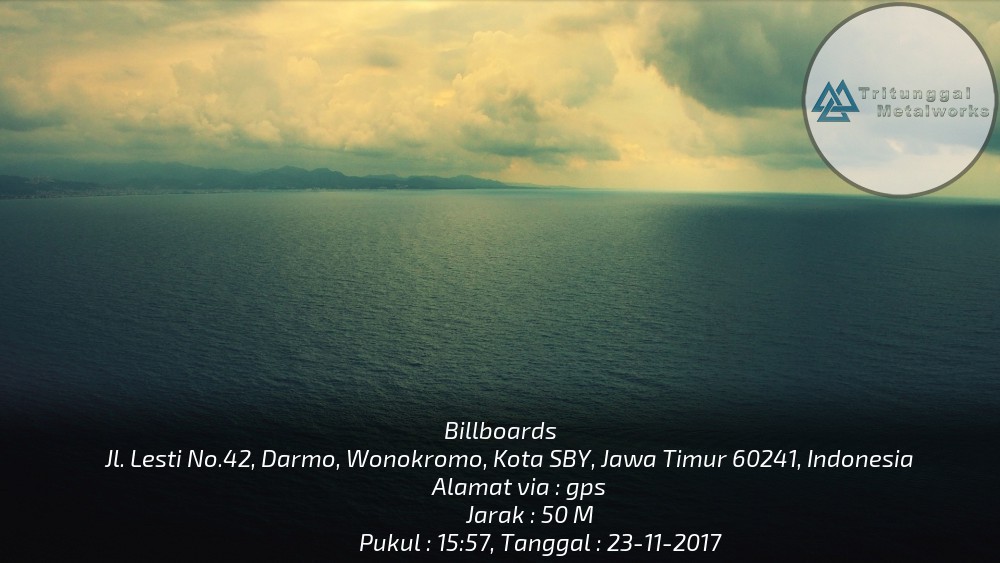 Tritunggal
Metalworks
Billboards
Jl. Lesti No.42, Darmo, Wonokromo, Kota SBY, Jawa Timur 60241, Indonesia
Alamat via : gps
Jarak : 50 M
Pukul : 15:57, Tanggal : 23-11-2017